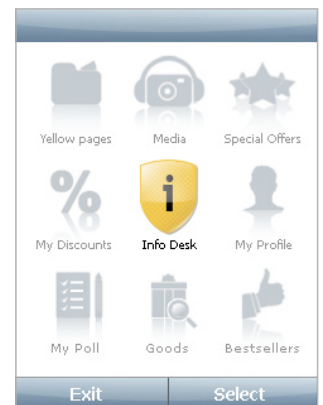 Yellow pages Media Special Offers
My Discounts Info Desk My Profile
My Poll Goods Bestsellers
Exit Select